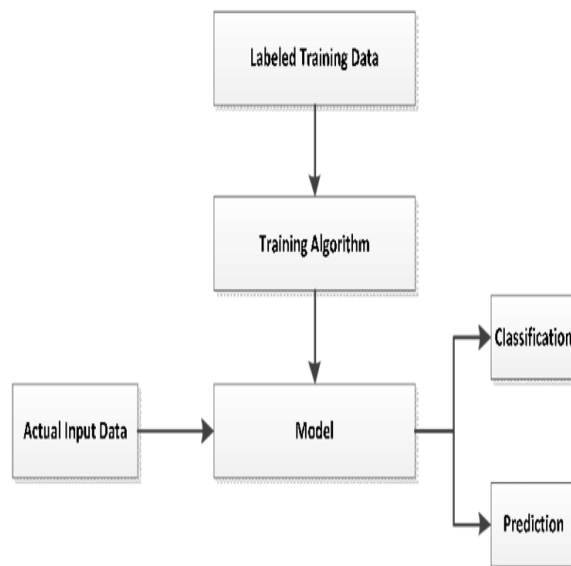 Labeled Training Data
Training Algorithm
Classification
Actual Input Data
Model
Prediction